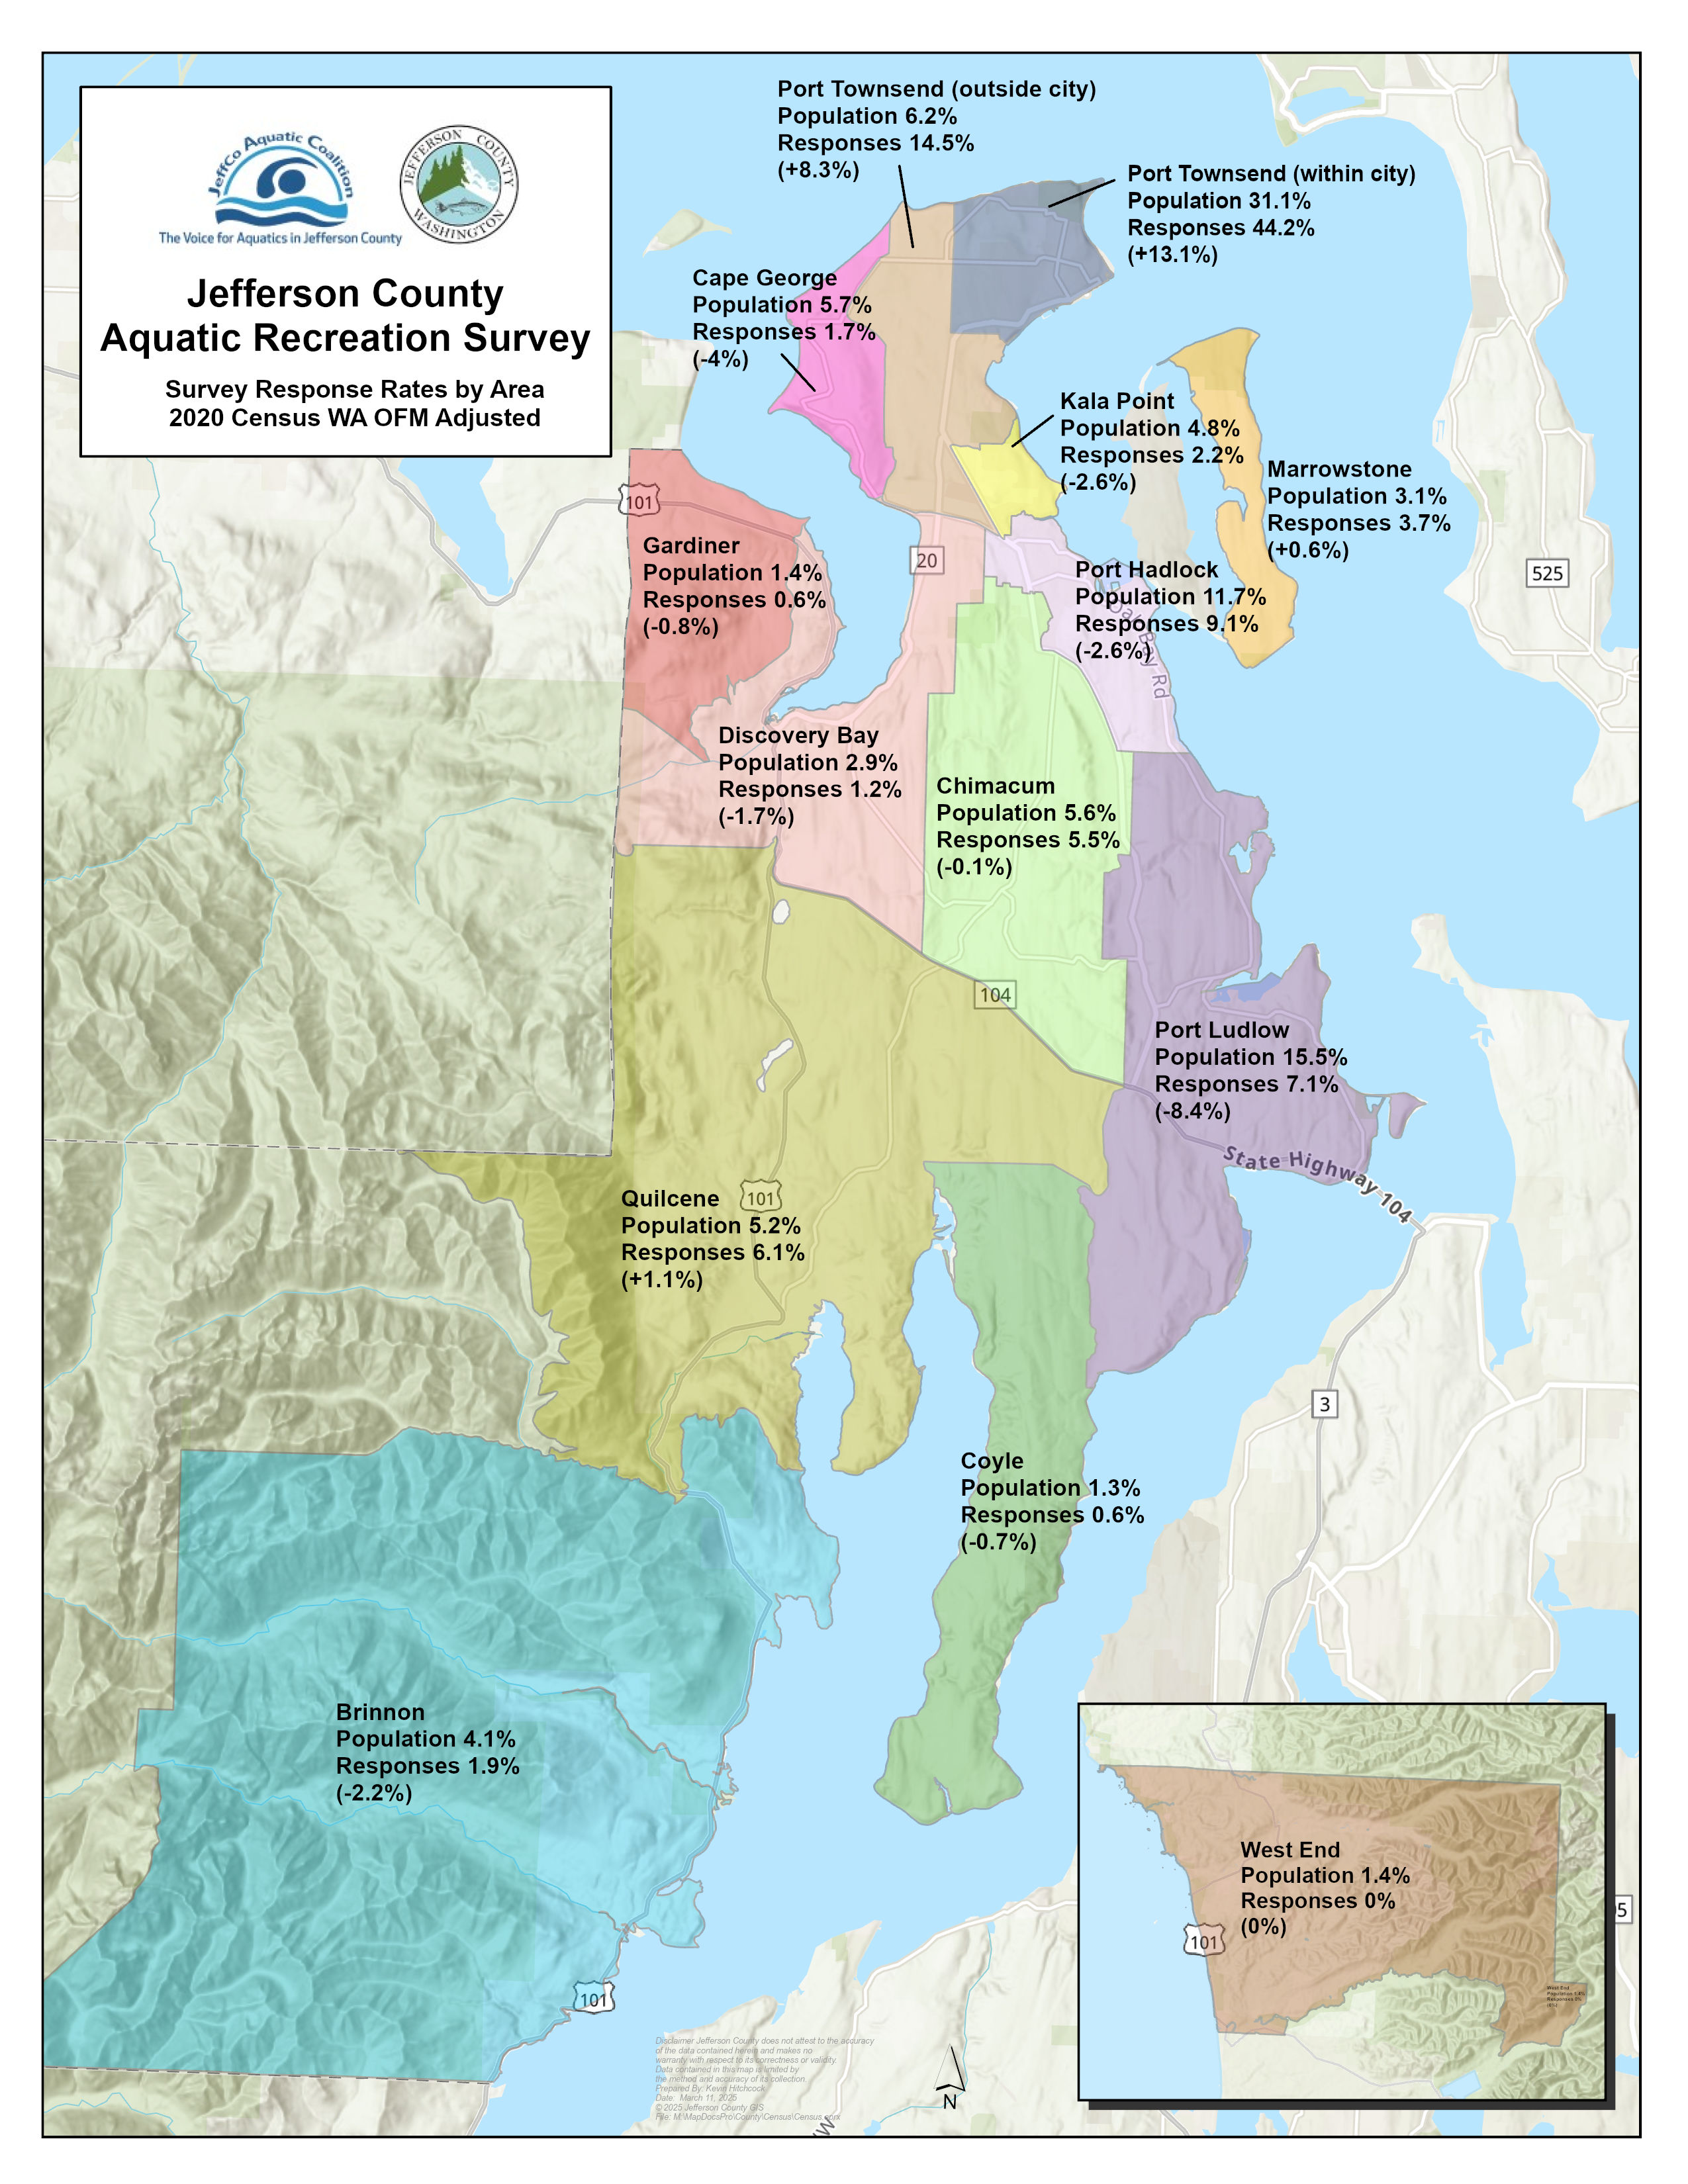 JeffCo Aquatic Coalition
The Voice for Aquatics in Jefferson County
JEFFERSON COUNTY
WASHINGTON
Jefferson County
Aquatic Recreation Survey
Survey Response Rates by Area
2020 Census WA OFM Adjusted
Port Townsend (outside city)
Population 6.2%
Responses 14.5%
(+8.3%)
Port Townsend (within city)
Population 31.1%
Responses 44.2%
(+13.1%)
Cape George
Population 5.7%
Responses 1.7%
(-4%)
Kala Point
Population 4.8%
Responses 2.2%
(-2.6%)
Marrowstone
Population 3.1%
Responses 3.7%
(+0.6%)
101
Gardiner
Population 1.4%
Responses 0.6%
(-0.8%)
20
Port Hadlock
Population 11.7%
Responses 9.1%
(-2.6%)
Oak Bay Rd
525
Discovery Bay
Population 2.9%
Responses 1.2%
(-1.7%)
Chimacum
Population 5.6%
Responses 5.5%
(-0.1%)
104
Port Ludlow
Population 15.5%
Responses 7.1%
(-8.4%)
State Highway 104
Quilcene
Population 5.2%
Responses 6.1%
(+1.1%)
101
3
Coyle
Population 1.3%
Responses 0.6%
(-0.7%)
Brinnon
Population 4.1%
Responses 1.9%
(-2.2%)
101
West End
Population 1.4%
Responses 0%
(0%)
101
West End
Population 1.4%
Responses 0%
(0%)
Disclaimer Jefferson County does not attest to the accuracy
of the data contained herein and makes no
warranty with respect to its correctness or validity.
Data contained in this map is limited by
the method and accuracy of its collection.
Prepared By: Kevin Hitchcock
Date: March 11, 2025
© 2025 Jefferson County GIS
File: M:\MapDocsPro\County\Census\Census.aprx
N